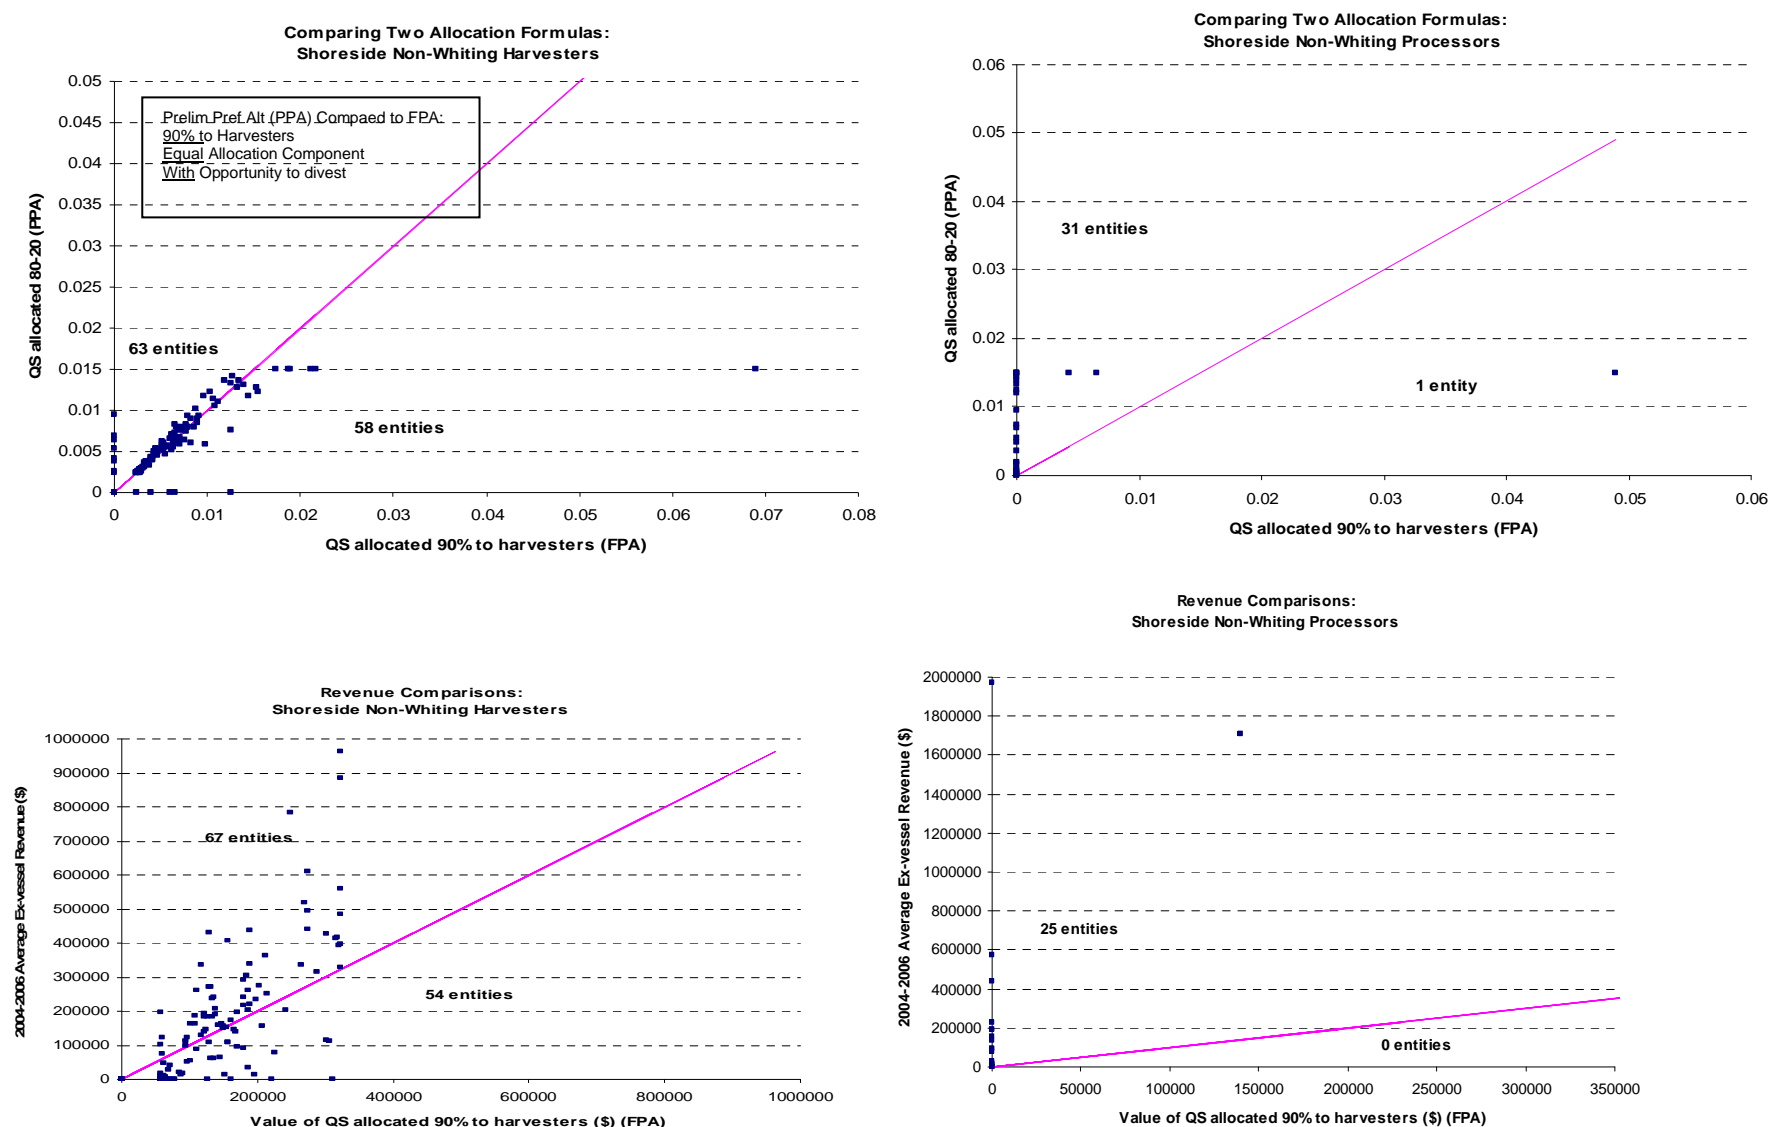 Comparing Two Allocation Formulas:
Shoreside Non-Whiting Harvesters
0.05
0.045
0.04
0.035
0.03
0.025
0.02
0.015
0.01
0.005
0
QS allocated 80-20 (PPA)
Prelim Pref Alt (PPA) Compaed to FPA:
90% to Harvesters
Equal Allocation Component
With Opportunity to divest
63 entities
58 entities
0 0.01 0.02 0.03 0.04 0.05 0.06 0.07 0.08
QS allocated 90% to harvesters (FPA)
Comparing Two Allocation Formulas:
Shoreside Non-Whiting Processors
0.06
0.05
0.04
0.03
0.02
0.01
0
QS allocated 80-20 (PPA)
31 entities
1 entity
0 0.01 0.02 0.03 0.04 0.05 0.06
QS allocated 90% to harvesters (FPA)
Revenue Comparisons:
Shoreside Non-Whiting Harvesters
1000000
900000
800000
700000
600000
500000
400000
300000
200000
100000
0
2004-2006 Average Ex-vessel Revenue ($)
67 entities
54 entities
0 200000 400000 600000 800000 1000000
Value of QS allocated 90% to harvesters ($) (FPA)
Revenue Comparisons:
Shoreside Non-Whiting Processors
2000000
1800000
1600000
1400000
1200000
1000000
800000
600000
400000
200000
0
2004-2006 Average Ex-vessel Revenue ($)
25 entities
0 entities
0 50000 100000 150000 200000 250000 300000 350000
Value of QS allocated 90% to harvesters ($) (FPA)